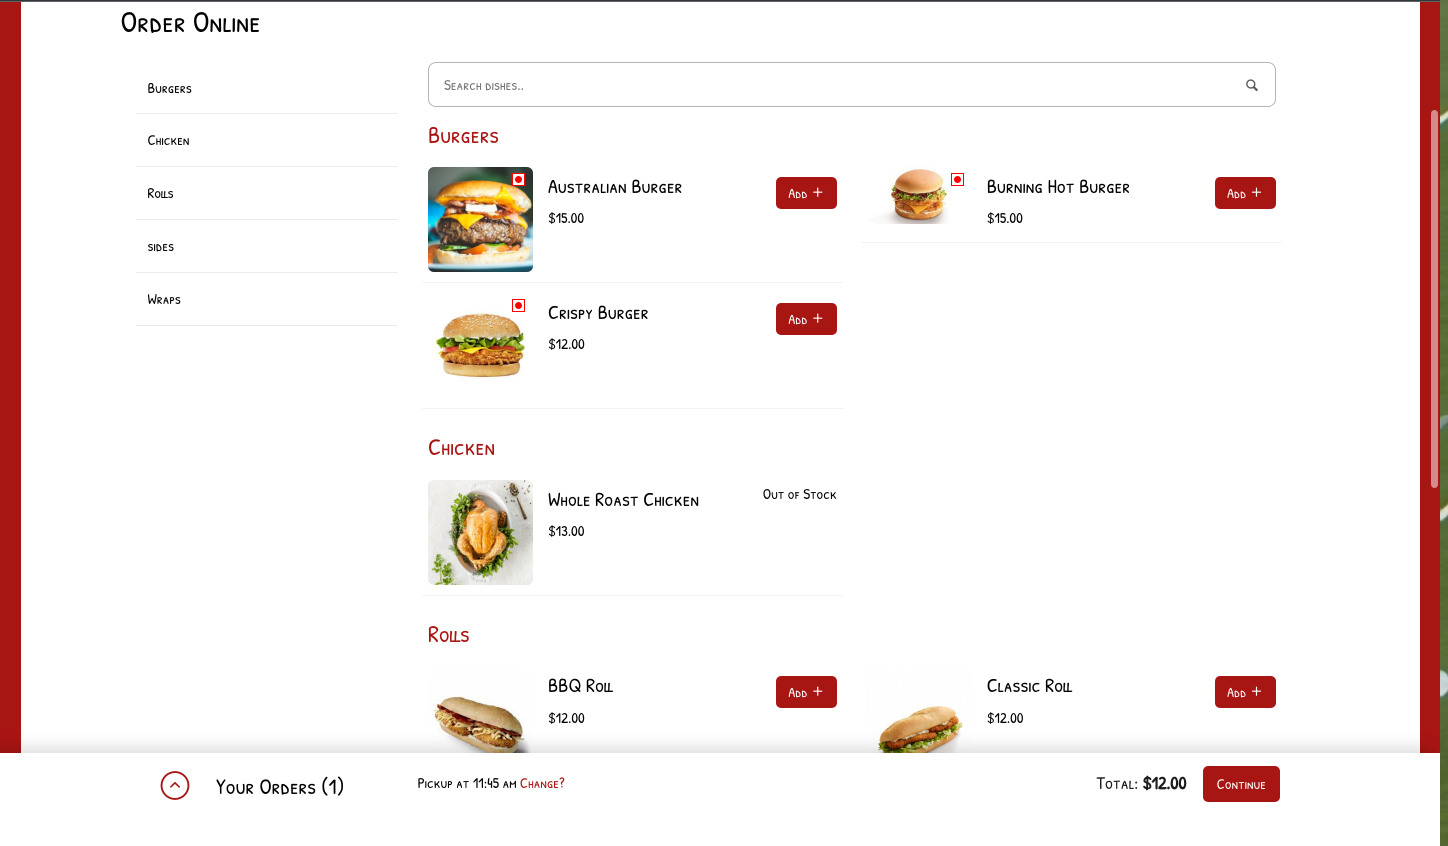 Order Online
Burgers
Chicken
Rolls
sides
Wraps
Search dishes..
Burgers
Australian Burger
$15.00
Add +
Burning Hot Burger
$15.00
Add +
Crispy Burger
$12.00
Add +
Chicken
Whole Roast Chicken
$13.00
Out of Stock
Rolls
BBQ Roll
$12.00
Add +
Classic Roll
$12.00
Add +
Your Orders (1)
Pickup at 11:45 am Change?
Total: $12.00
Continue